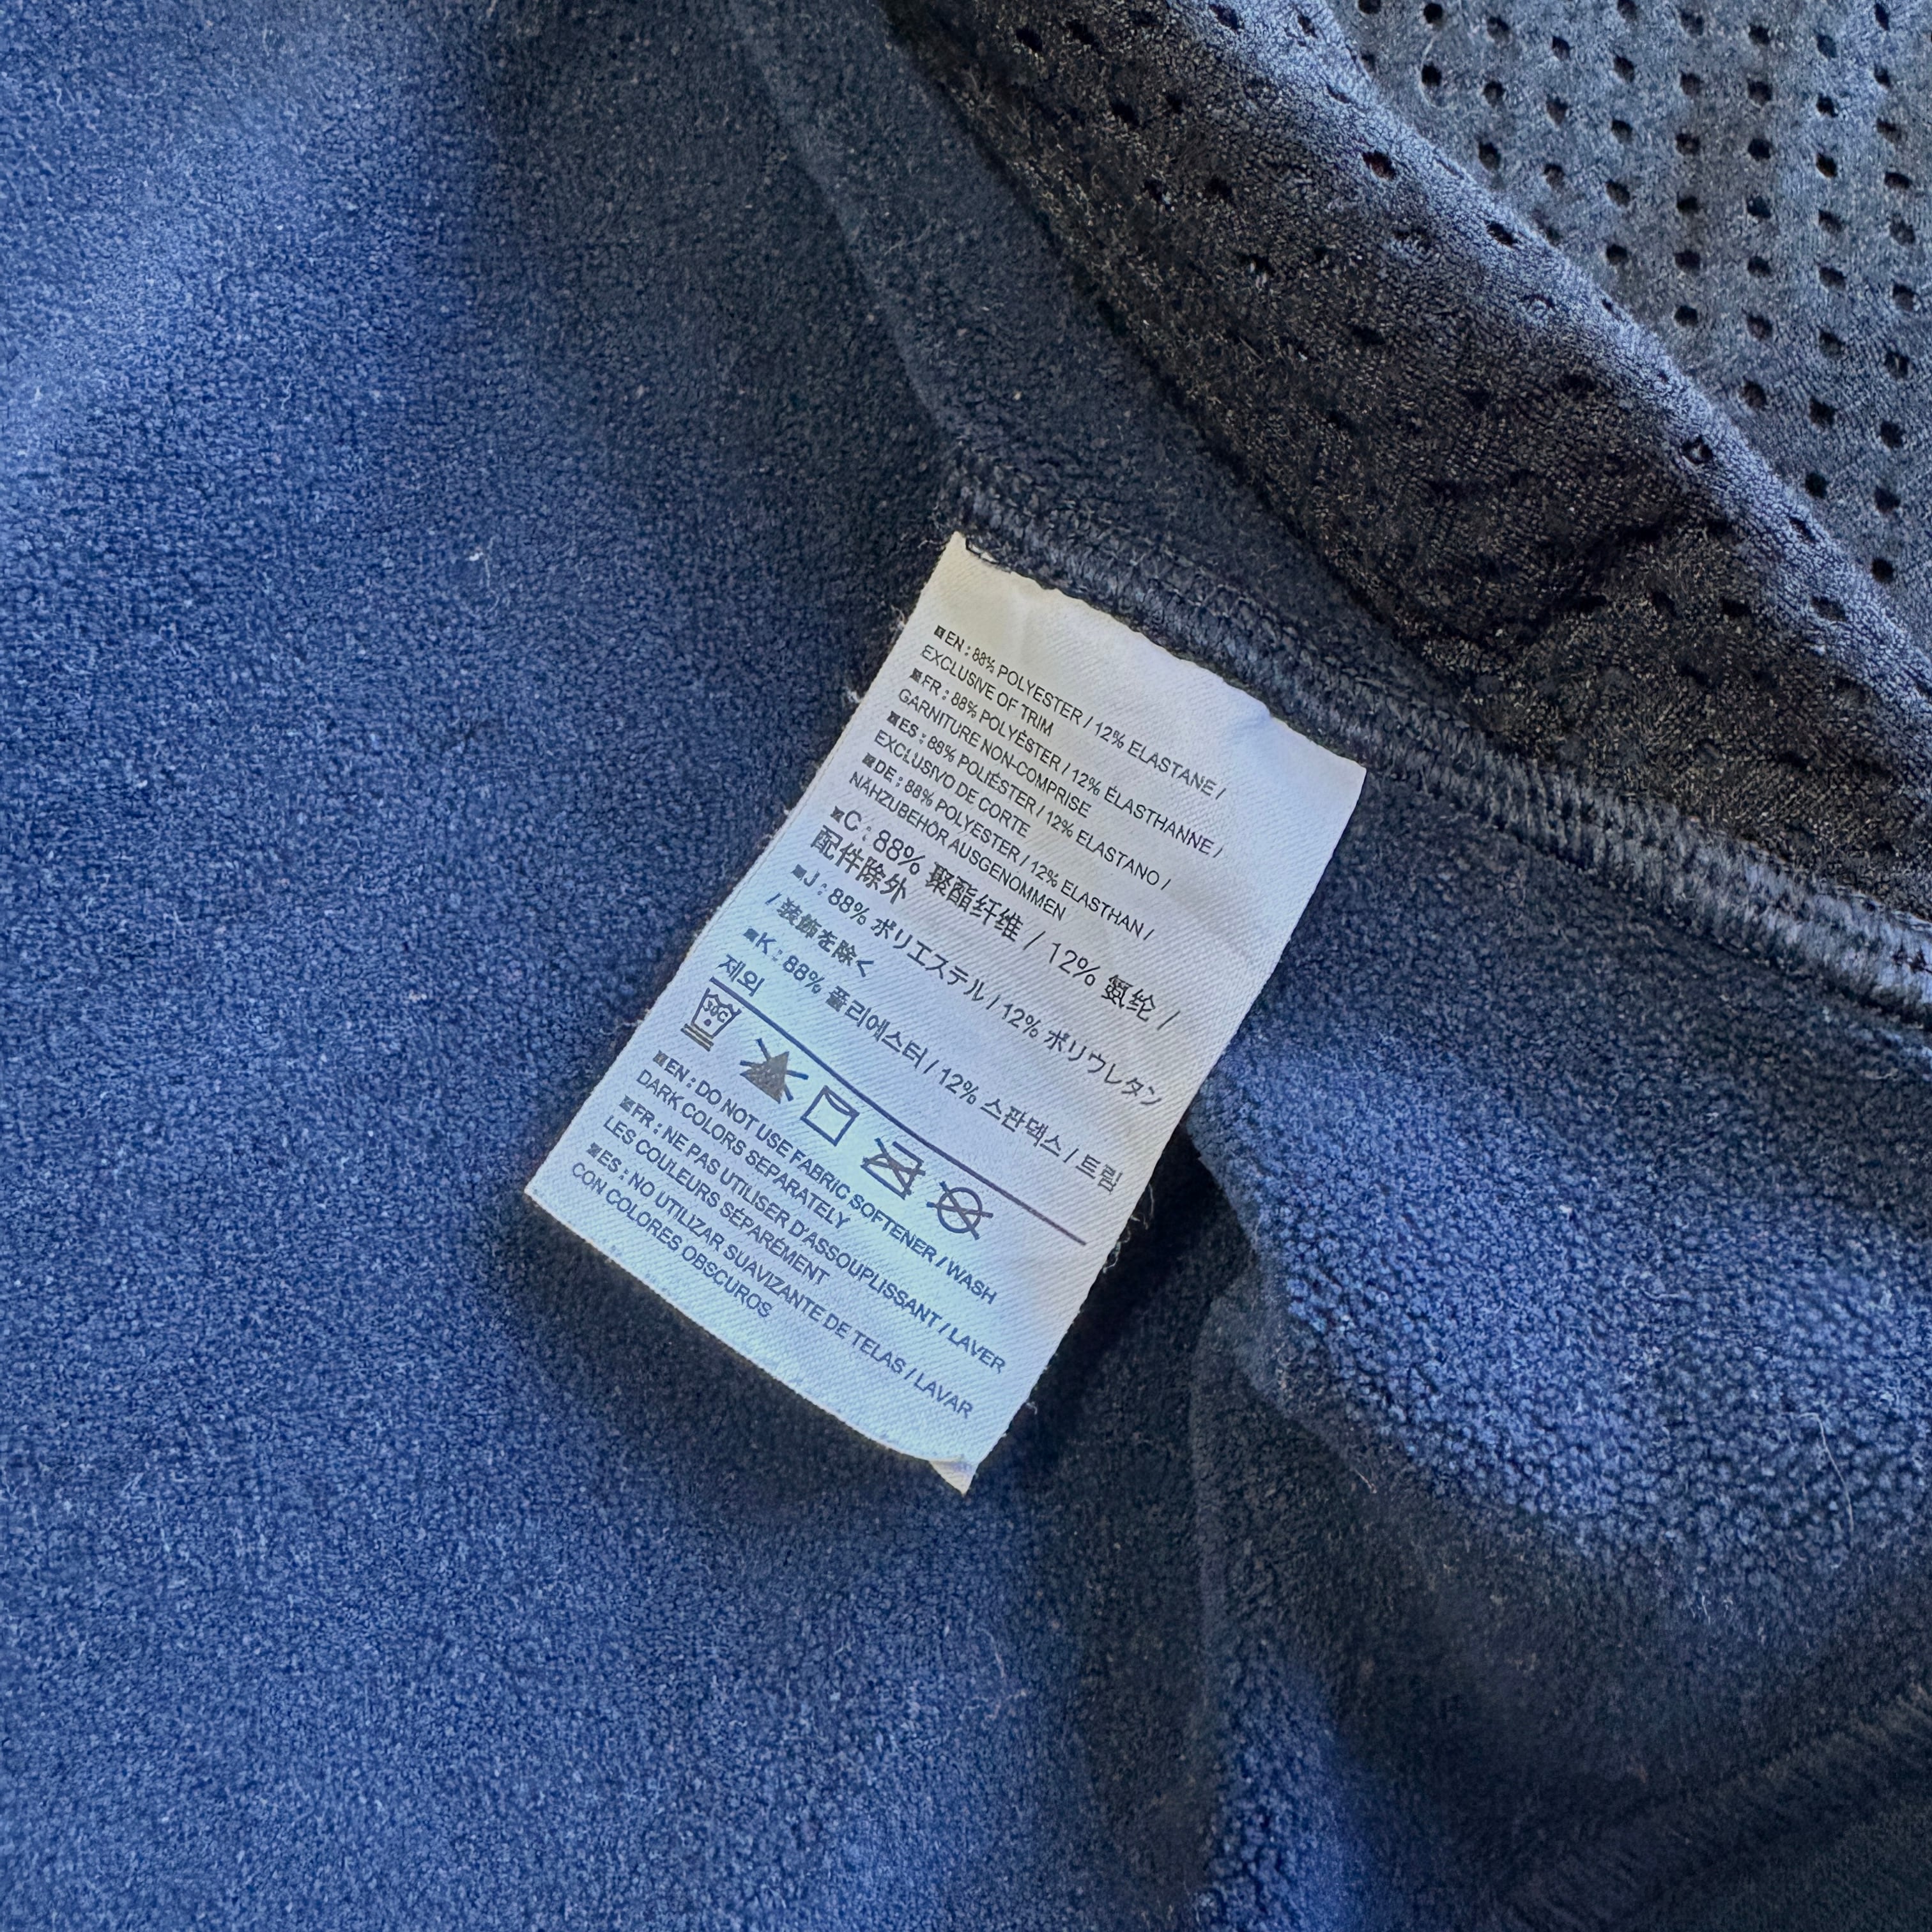 EN : 88% POLYESTER / 12% ELASTANE /
EXCLUSIVE OF TRIM
FR : 88% POLYÉSTER / 12% ÉLASTHANNE /
GARNITURE NON-COMPRISE
ES : 88% POLIÉSTER / 12% ELASTANO /
EXCLUSIVO DE CORTE
DE : 88% POLYESTER / 12% ELASTHAN /
NÄHZUBEHÖR AUSGENOMMEN
C : 88% 聚酯纤维 / 12% 氨纶 /
配件除外
J : 88% ポリエステル / 12% ポリウレタン
/ 装飾を除く
K : 88% 폴리에스터 / 12% 스판덱스 / 트림
제외
30C
EN : DO NOT USE FABRIC SOFTENER / WASH
DARK COLORS SEPARATELY
FR : NE PAS UTILISER D'ASSOUPLISSANT / LAVER
LES COULEURS SÉPARÉMENT
ES : NO UTILIZAR SUAVIZANTE DE TELAS / LAVAR
CON COLORES OBSCUROS